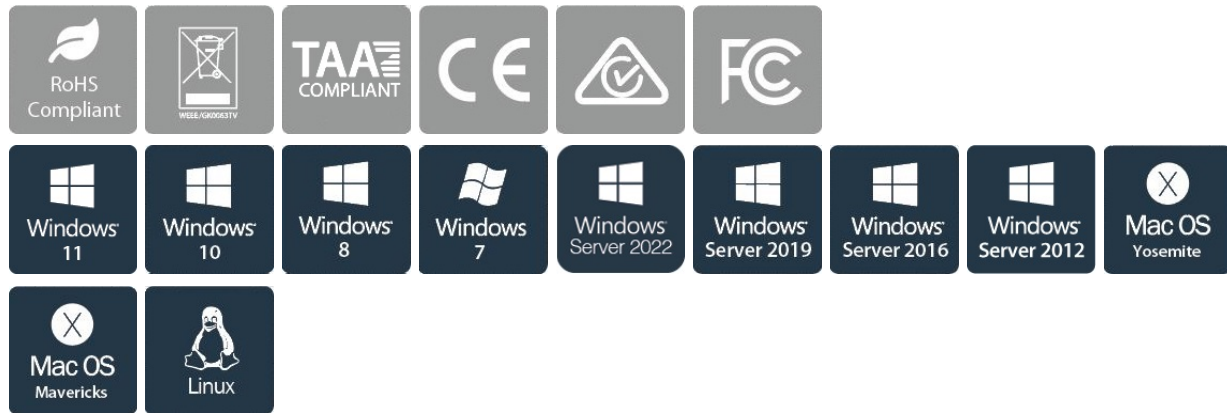 RoHS
Compliant
WEEE/GK0063TV
TAA
COMPLIANT
CE
FC
Windows
11
Windows
10
Windows
8
Windows
7
Windows
Server 2022
Windows
Server 2019
Windows
Server 2016
Windows
Server 2012
X
Mac OS
Yosemite
X
Mac OS
Mavericks
Linux